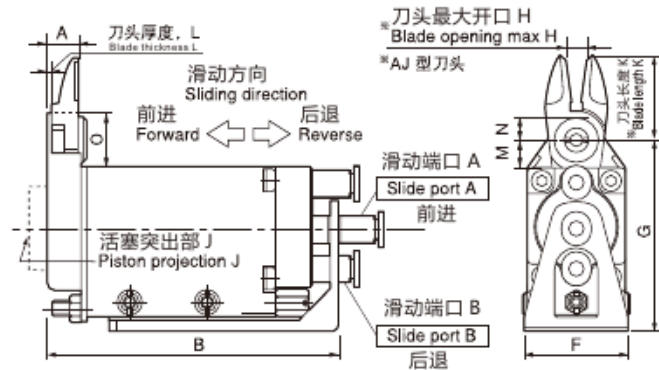 A
刀头厚度，L
Blade thickness L
滑动方向
Sliding direction
前进
Forward
后退
Reverse
O
滑动端口 A
Slide port A
前进
活塞突出部 J
Piston projection J
滑动端口 B
Slide port B
后退
B
※刀头最大开口 H
Blade opening max H
※AJ 型刀头
刀头长度 K
※Blade length K
N
M
G
F